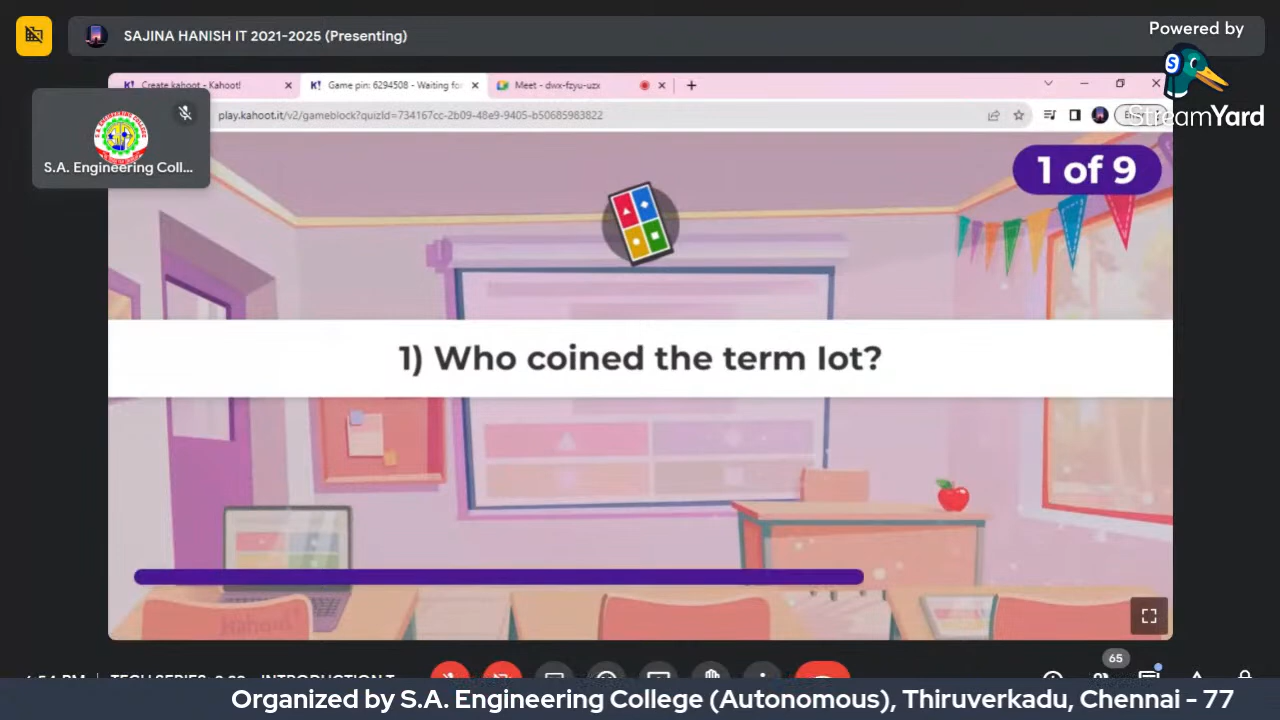 SAJINA HANISH IT 2021-2025 (Presenting)
Powered by
StreamYard
K! Create kahoot - Kahoot!
K! Game pin: 6294508 - Waiting fo
Meet - dwx-fzyu-uzx
play.kahoot.it/v2/gameblock?quizId=734167cc-2b09-48e9-9405-b50685983822
S.A. Engineering Coll...
1 of 9
1) Who coined the term Iot?
Kahoot!
65
Organized by S.A. Engineering College (Autonomous), Thiruverkadu, Chennai - 77